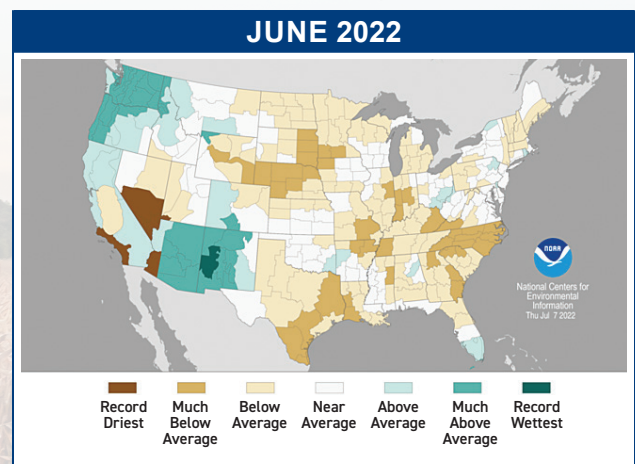 JUNE 2022
NOAA
National Centers for
Environmental
Information
Thu Jul 7 2022
Record Driest
Much Below Average
Below Average
Near Average
Above Average
Much Above Average
Record Wettest